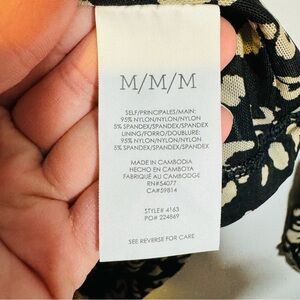 M/M/M
SELF/PRINCIPALES/MAIN:
95% NYLON/NYLON/NYLON
5% SPANDEX/SPANDEX/SPANDEX
LINING/FORRO/DOUBLURE:
95% NYLON/NYLON/NYLON
5% SPANDEX/SPANDEX/SPANDEX
MADE IN CAMBODIA
HECHO EN CAMBOYA
FABRIQUÉ AU CAMBODGE
RN#54077
CA#59814
STYLE# 4163
PO# 224869
SEE REVERSE FOR CARE